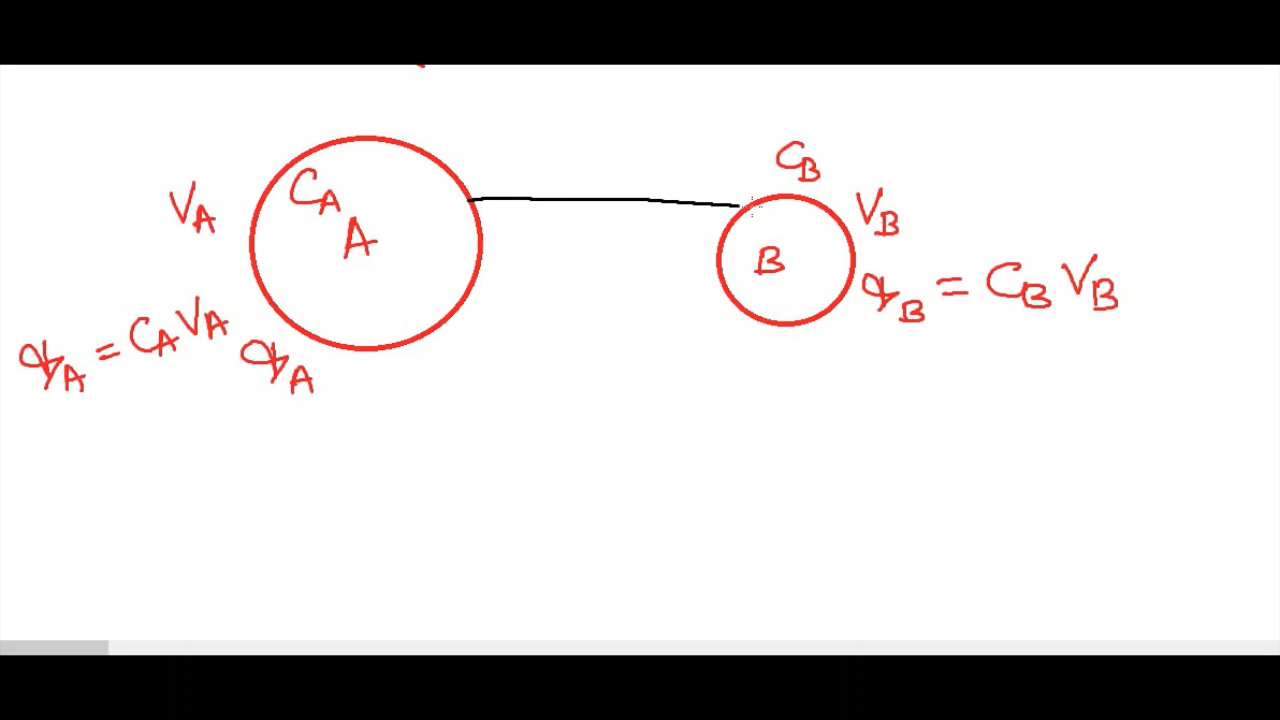 C_B
C_A
V_A
V_B
A
B
q_B = C_B V_B
q_A = C_A V_A
q_A